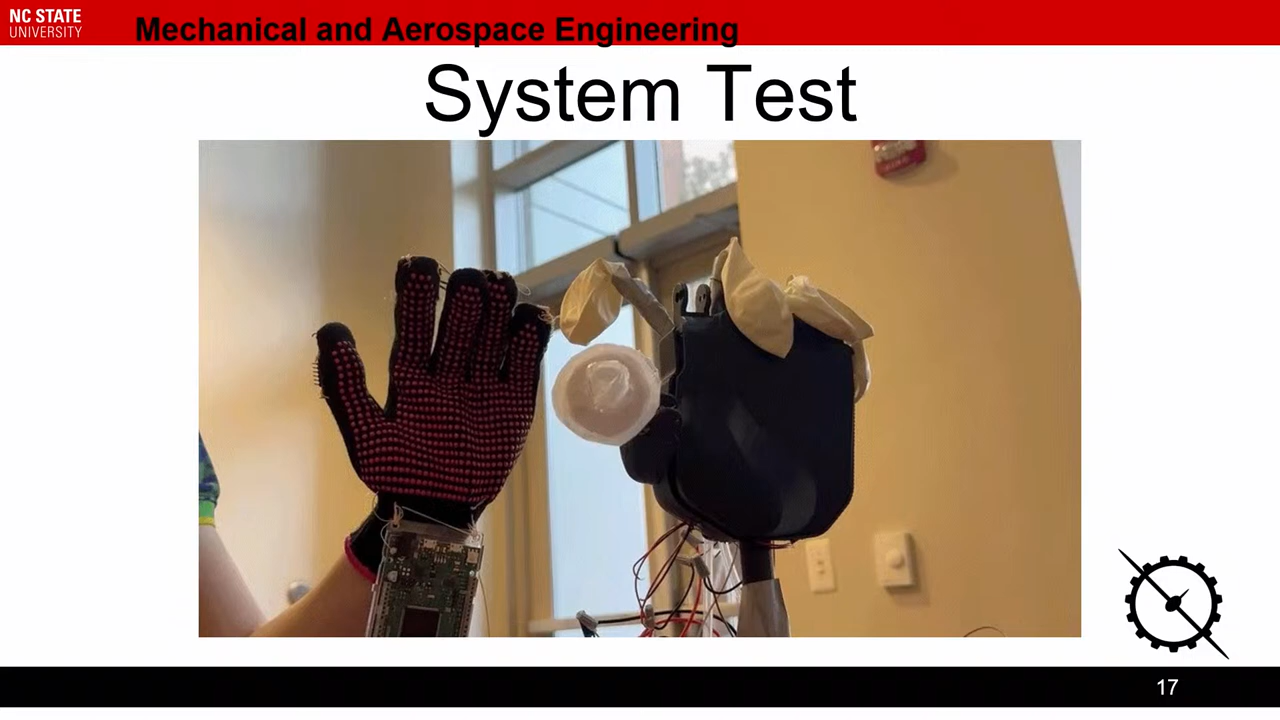 NC STATE
UNIVERSITY
Mechanical and Aerospace Engineering
System Test
17